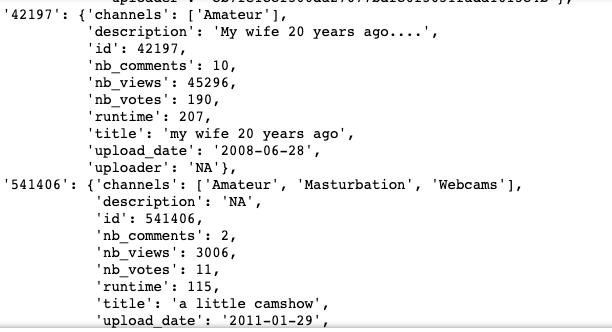 '42197': {'channels': ['Amateur'],
'description': 'My wife 20 years ago....',
'id': 42197,
'nb_comments': 10,
'nb_views': 45296,
'nb_votes': 190,
'runtime': 207,
'title': 'my wife 20 years ago',
'upload_date': '2008-06-28',
'uploader': 'NA'},
'541406': {'channels': ['Amateur', 'Masturbation', 'Webcams'],
'description': 'NA',
'id': 541406,
'nb_comments': 2,
'nb_views': 3006,
'nb_votes': 11,
'runtime': 115,
'title': 'a little camshow',
'upload_date': '2011-01-29',